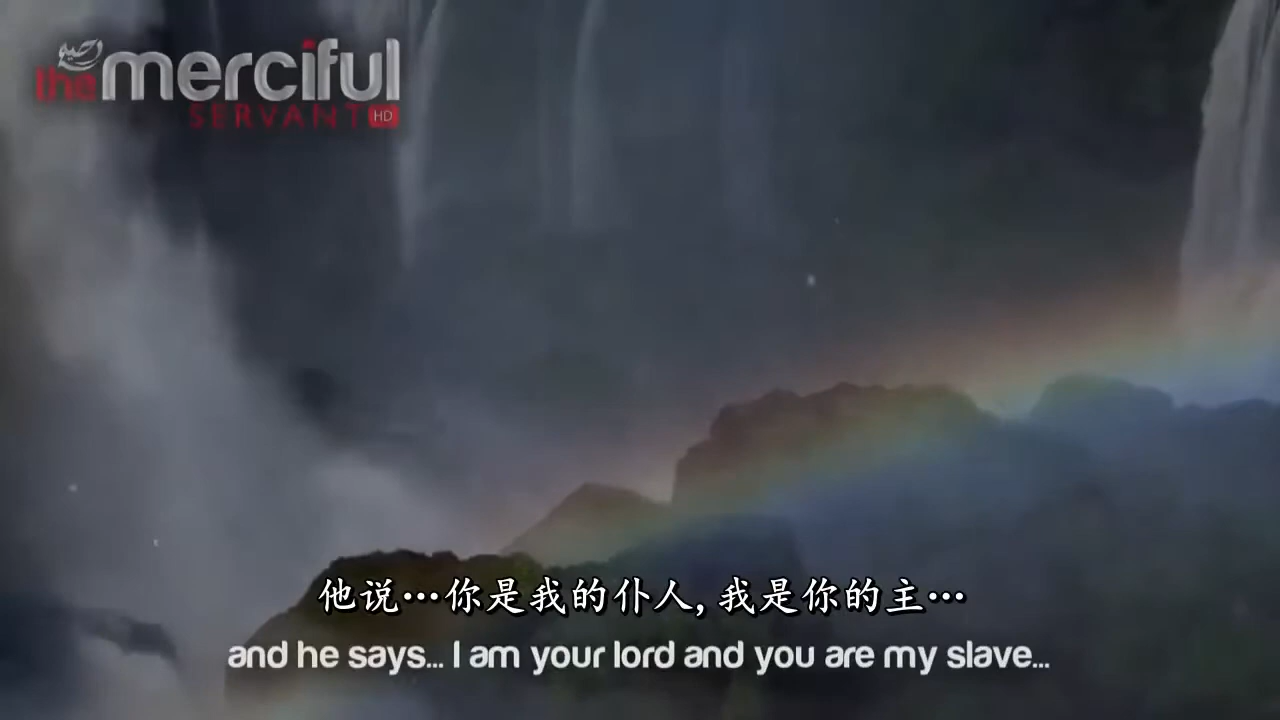 the merciful
SERVANT HD
他说…你是我的仆人, 我是你的主…
and he says... I am your lord and you are my slave...